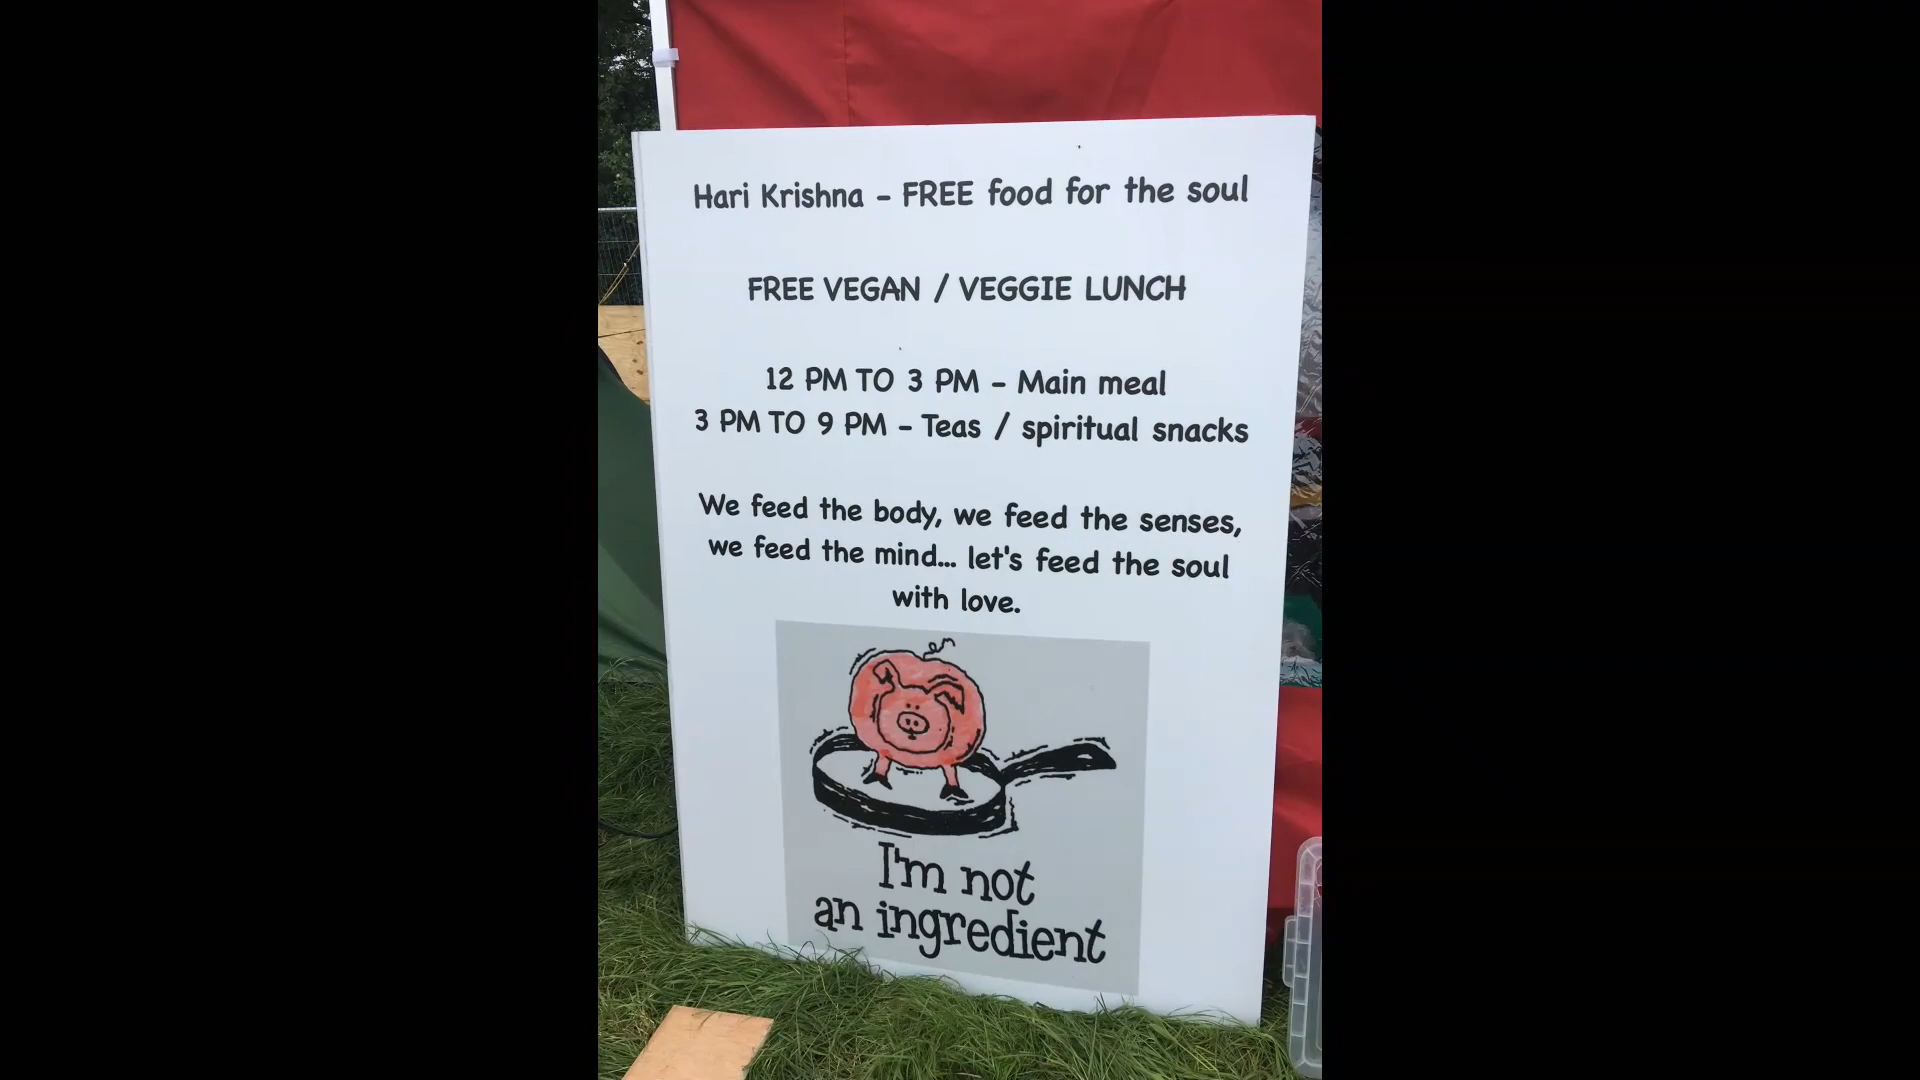 Hari Krishna - FREE food for the soul
FREE VEGAN / VEGGIE LUNCH
12 PM TO 3 PM - Main meal
3 PM TO 9 PM - Teas / spiritual snacks
We feed the body, we feed the senses,
we feed the mind... let's feed the soul
with love.
I'm not
an ingredient